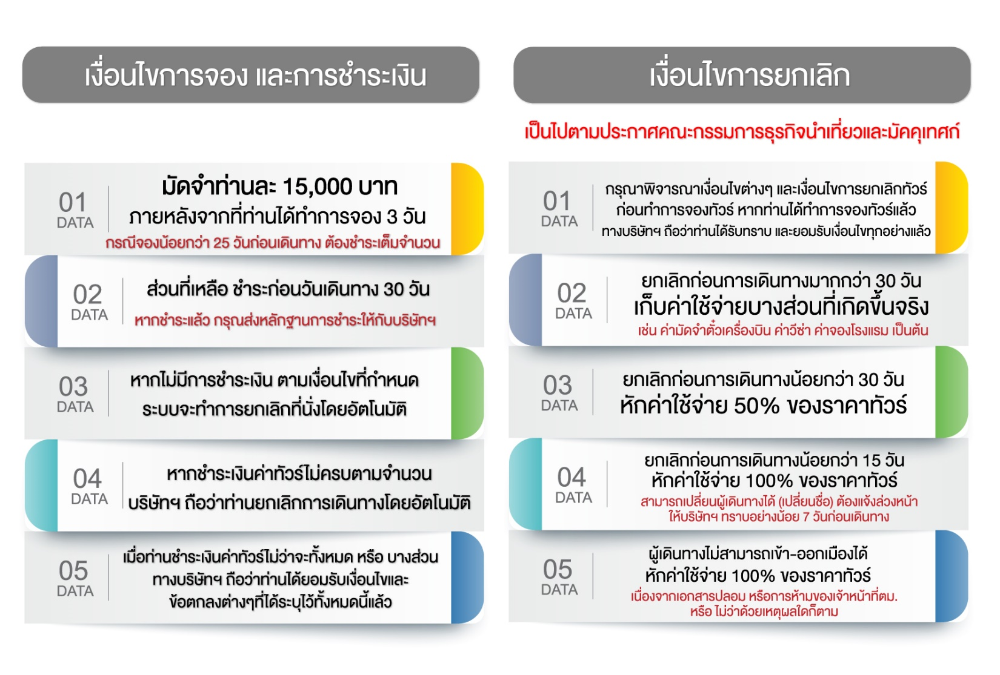 เงื่อนไขการจอง และการชำระเงิน
01
DATA
มัดจำท่านละ 15,000 บาท
ภายหลังจากที่ท่านได้ทำการจอง 3 วัน
กรณีจองน้อยกว่า 25 วันก่อนเดินทาง ต้องชำระเต็มจำนวน
02
DATA
ส่วนที่เหลือ ชำระก่อนวันเดินทาง 30 วัน
หากชำระแล้ว กรุณส่งหลักฐานการชำระให้กับบริษัทฯ
03
DATA
หากไม่มีการชำระเงิน ตามเงื่อนไขที่กำหนด
ระบบจะทำการยกเลิกที่นั่งโดยอัตโนมัติ
04
DATA
หากชำระเงินค่าทัวร์ไม่ครบตามจำนวน
บริษัทฯ ถือว่าท่านยกเลิกการเดินทางโดยอัตโนมัติ
05
DATA
เมื่อท่านชำระเงินค่าทัวร์ไม่ว่าจะทั้งหมด หรือ บางส่วน
ทางบริษัทฯ ถือว่าท่านได้ยอมรับเงื่อนไขและ
ข้อตกลงต่างๆที่ได้ระบุไว้ทั้งหมดนี้แล้ว
เงื่อนไขการยกเลิก
เป็นไปตามประกาศคณะกรรมการธุรกิจนำเที่ยวและมัคคุเทศก์
01
DATA
กรุณาพิจารณาเงื่อนไขต่างๆ และเงื่อนไขการยกเลิกทัวร์
ก่อนทำการจองทัวร์ หากท่านได้ทำการจองทัวร์แล้ว
ทางบริษัทฯ ถือว่าท่านได้รับทราบ และยอมรับเงื่อนไขทุกอย่างแล้ว
02
DATA
ยกเลิกก่อนการเดินทางมากกว่า 30 วัน
เก็บค่าใช้จ่ายบางส่วนที่เกิดขึ้นจริง
เช่น ค่ามัดจำตั๋วเครื่องบิน ค่าวีซ่า ค่าจองโรงแรม เป็นต้น
03
DATA
ยกเลิกก่อนการเดินทางน้อยกว่า 30 วัน
หักค่าใช้จ่าย 50% ของราคาทัวร์
04
DATA
ยกเลิกก่อนการเดินทางน้อยกว่า 15 วัน
หักค่าใช้จ่าย 100% ของราคาทัวร์
สามารถเปลี่ยนผู้เดินทางได้ (เปลี่ยนชื่อ) ต้องแจ้งล่วงหน้า
ให้บริษัทฯ ทราบอย่างน้อย 7 วันก่อนเดินทาง
05
DATA
ผู้เดินทางไม่สามารถเข้า-ออกเมืองได้
หักค่าใช้จ่าย 100% ของราคาทัวร์
เนื่องจากเอกสารปลอม หรือการห้ามของเจ้าหน้าที่ตม.
หรือ ไม่ว่าด้วยเหตุผลใดก็ตาม